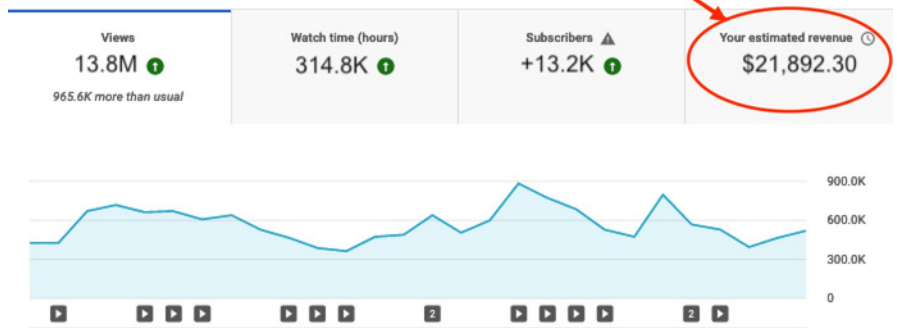 Views
13.8M
965.6K more than usual
Watch time (hours)
314.8K
Subscribers
+13.2K
Your estimated revenue
$21,892.30
900.0K
600.0K
300.0K
0
2
2